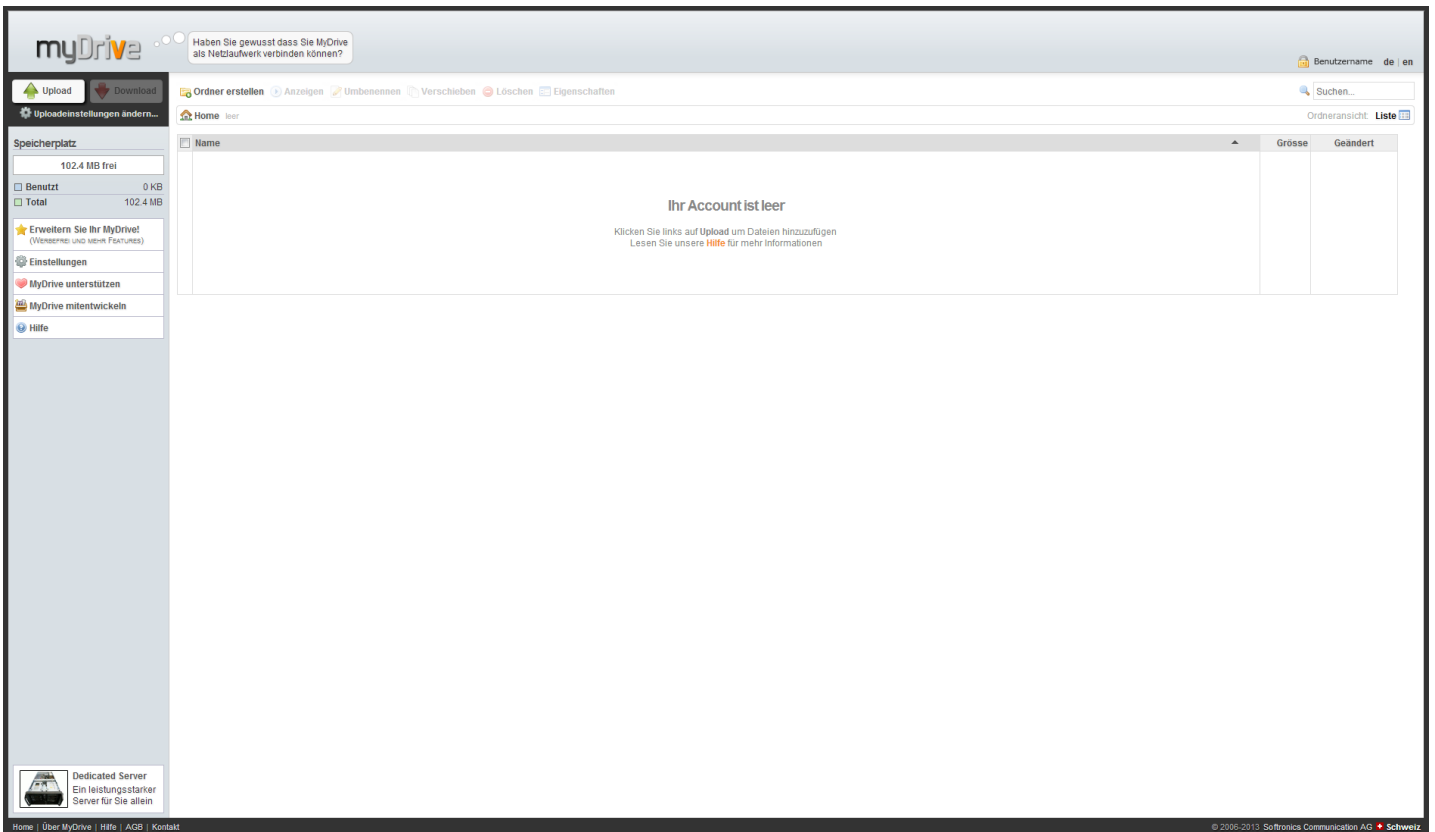 myDrive
Haben Sie gewusst dass Sie MyDrive
als Netzlaufwerk verbinden können?
Benutzername de | en
Upload Download
Uploadeinstellungen ändern...
Ordner erstellen Anzeigen Umbenennen Verschieben Löschen Eigenschaften
Suchen...
Home leer
Ordneransicht: Liste
Speicherplatz
102.4 MB frei
Benutzt 0 KB
Total 102.4 MB
Erweitern Sie Ihr MyDrive!
(Werbefrei und mehr Features)
Einstellungen
MyDrive unterstützen
MyDrive mitentwickeln
Hilfe
Name Grösse Geändert
Ihr Account ist leer
Klicken Sie links auf Upload um Dateien hinzuzufügen
Lesen Sie unsere Hilfe für mehr Informationen
Dedicated Server
Ein leistungsstarker
Server für Sie allein
Home | Über MyDrive | Hilfe | AGB | Kontakt
© 2006-2013 Softronics Communication AG Schweiz